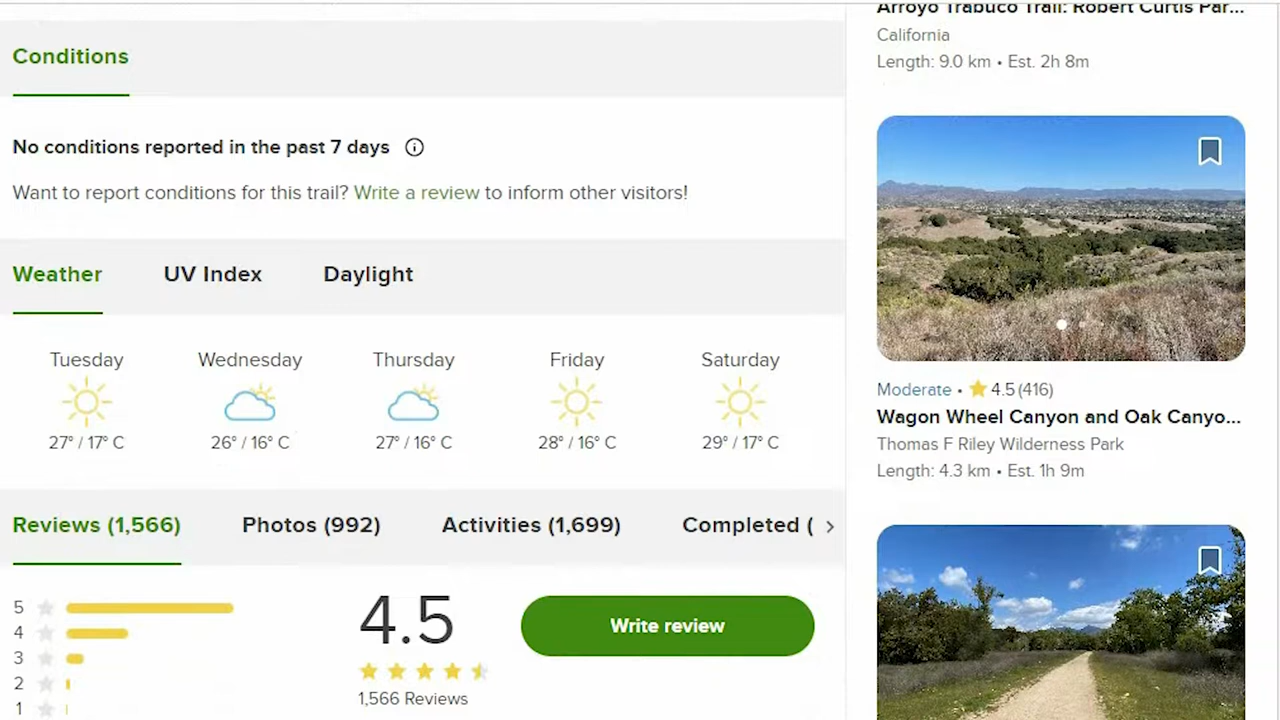 Conditions
No conditions reported in the past 7 days
Want to report conditions for this trail? Write a review to inform other visitors!
Weather UV Index Daylight
Tuesday Wednesday Thursday Friday Saturday
27° / 17° C 26° / 16° C 27° / 16° C 28° / 16° C 29° / 17° C
Reviews (1,566) Photos (992) Activities (1,699) Completed (
5
4
3
2
1
4.5
1,566 Reviews
Write review
Arroyo Trabuco Trail: Robert Curtis Par...
California
Length: 9.0 km • Est. 2h 8m
Moderate • 4.5 (416)
Wagon Wheel Canyon and Oak Canyo...
Thomas F Riley Wilderness Park
Length: 4.3 km • Est. 1h 9m